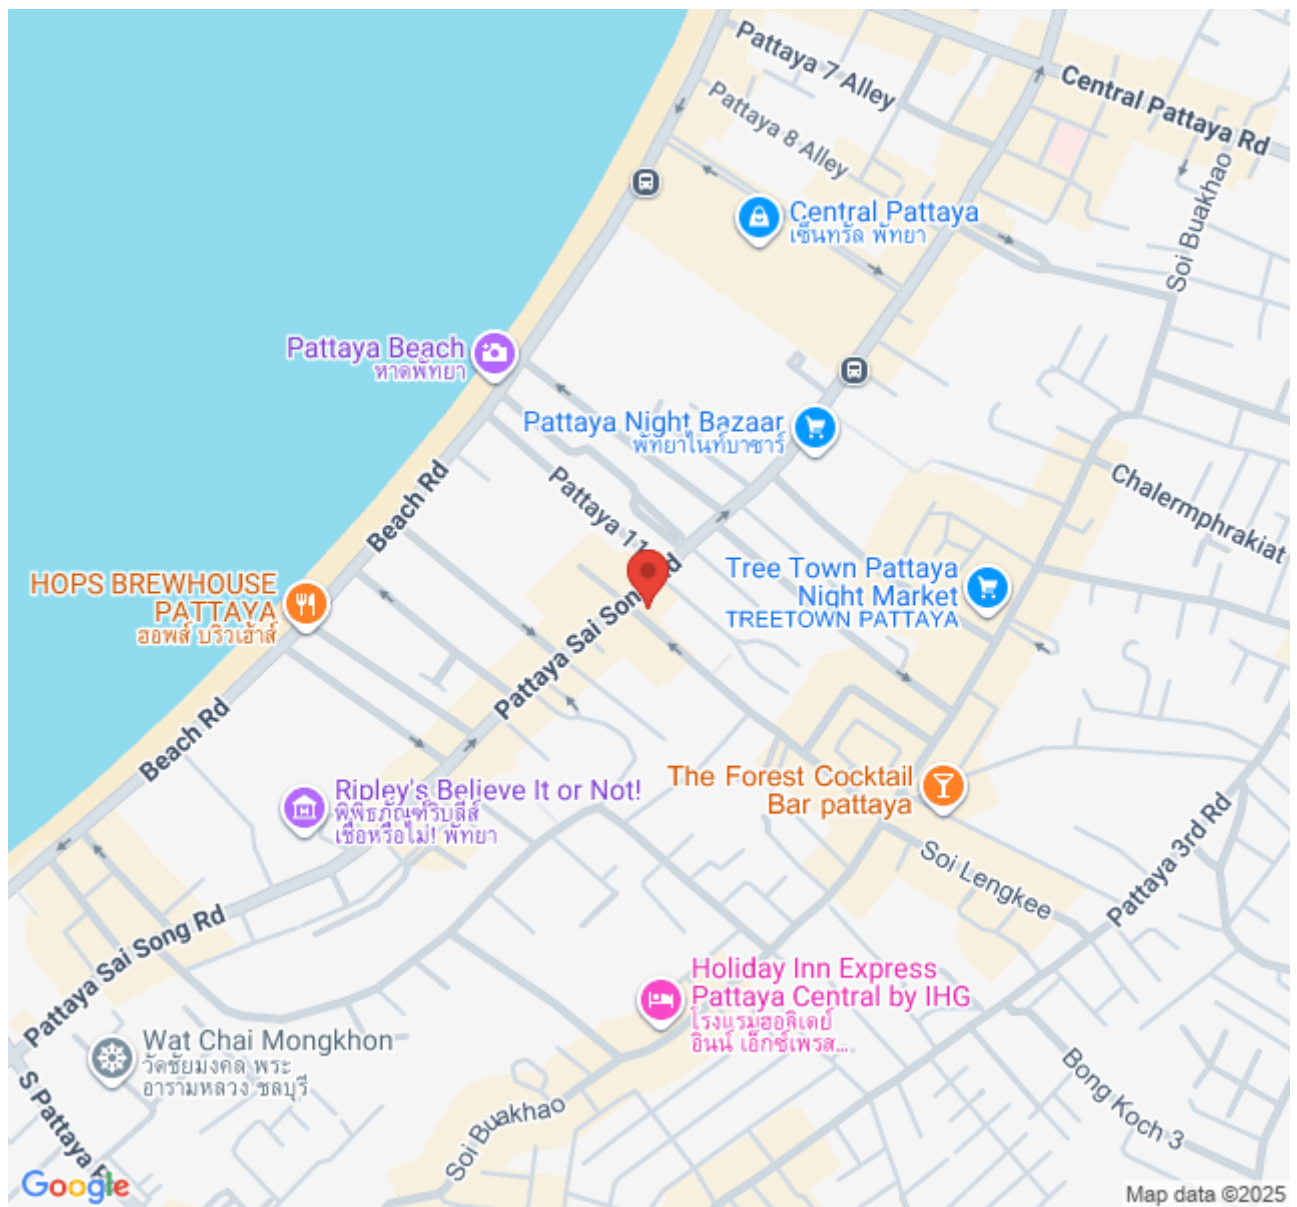 Pattaya 7 Alley
Central Pattaya Rd
Pattaya 8 Alley
Soi Buakhao
Central Pattaya
เซ็นทรัล พัทยา
Pattaya Beach
หาดพัทยา
Pattaya Night Bazaar
พัทยาไนท์บาซาร์
Beach Rd
Pattaya 11
Chalermphrakiat
HOPS BREWHOUSE
PATTAYA
ฮอพส์ บริวเฮ้าส์
Tree Town Pattaya
Night Market
TREETOWN PATTAYA
Pattaya Sai Song Rd
Beach Rd
The Forest Cocktail
Bar pattaya
Ripley's Believe It or Not!
พิพิธภัณฑ์ริบลีส์
เชื่อหรือไม่! พัทยา
Soi Lengkee
Pattaya 3rd Rd
Pattaya Sai Song Rd
Holiday Inn Express
Pattaya Central by IHG
โรงแรมฮอลิเดย์
อินน์ เอ็กซ์เพรส...
Wat Chai Mongkhon
วัดชัยมงคล พระ
อารามหลวง ชลบุรี
S Pattaya
Soi Buakhao
Bong Koch 3
Google
Map data ©2025